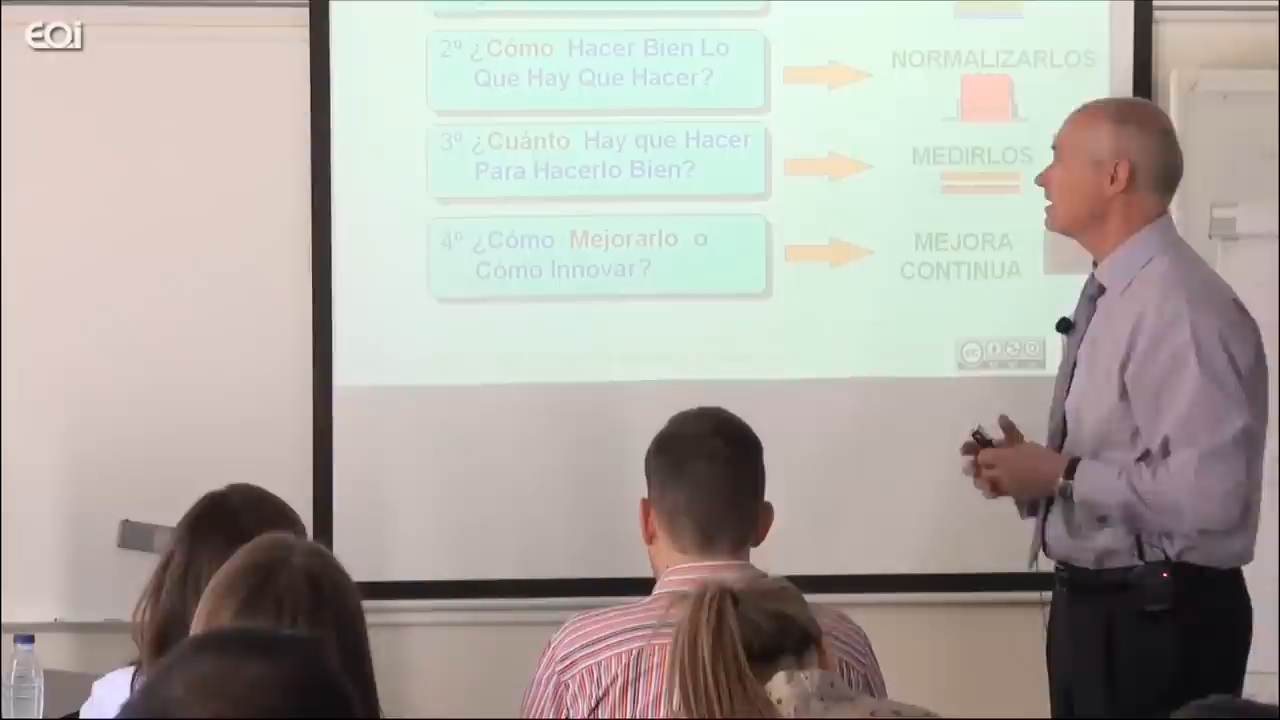 EOi
2º ¿Cómo Hacer Bien Lo
Que Hay Que Hacer?
NORMALIZARLOS
3º ¿Cuánto Hay que Hacer
Para Hacerlo Bien?
MEDIRLOS
4º ¿Cómo Mejorarlo o
Cómo Innovar?
MEJORA
CONTINUA
cc